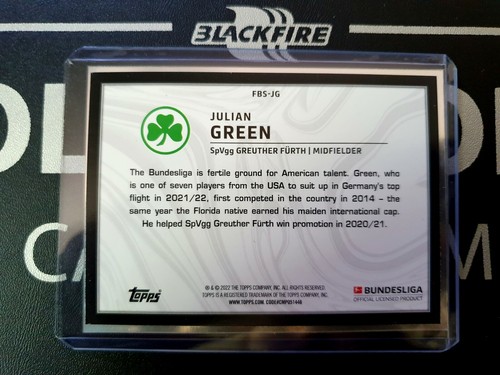 BLACKFIRE
FBS-JG
JULIAN
GREEN
SpVgg GREUTHER FÜRTH | MIDFIELDER
The Bundesliga is fertile ground for American talent. Green, who
is one of seven players from the USA to suit up in Germany's top
flight in 2021/22, first competed in the country in 2014 – the
same year the Florida native earned his maiden international cap.
He helped SpVgg Greuther Fürth win promotion in 2020/21.
Topps
® & © 2022 THE TOPPS COMPANY, INC. ALL RIGHTS RESERVED.
TOPPS IS A REGISTERED TRADEMARK OF THE TOPPS COMPANY, INC.
WWW.TOPPS.COM CODE#CMP051446
BUNDESLIGA
OFFICIAL LICENSED PRODUCT